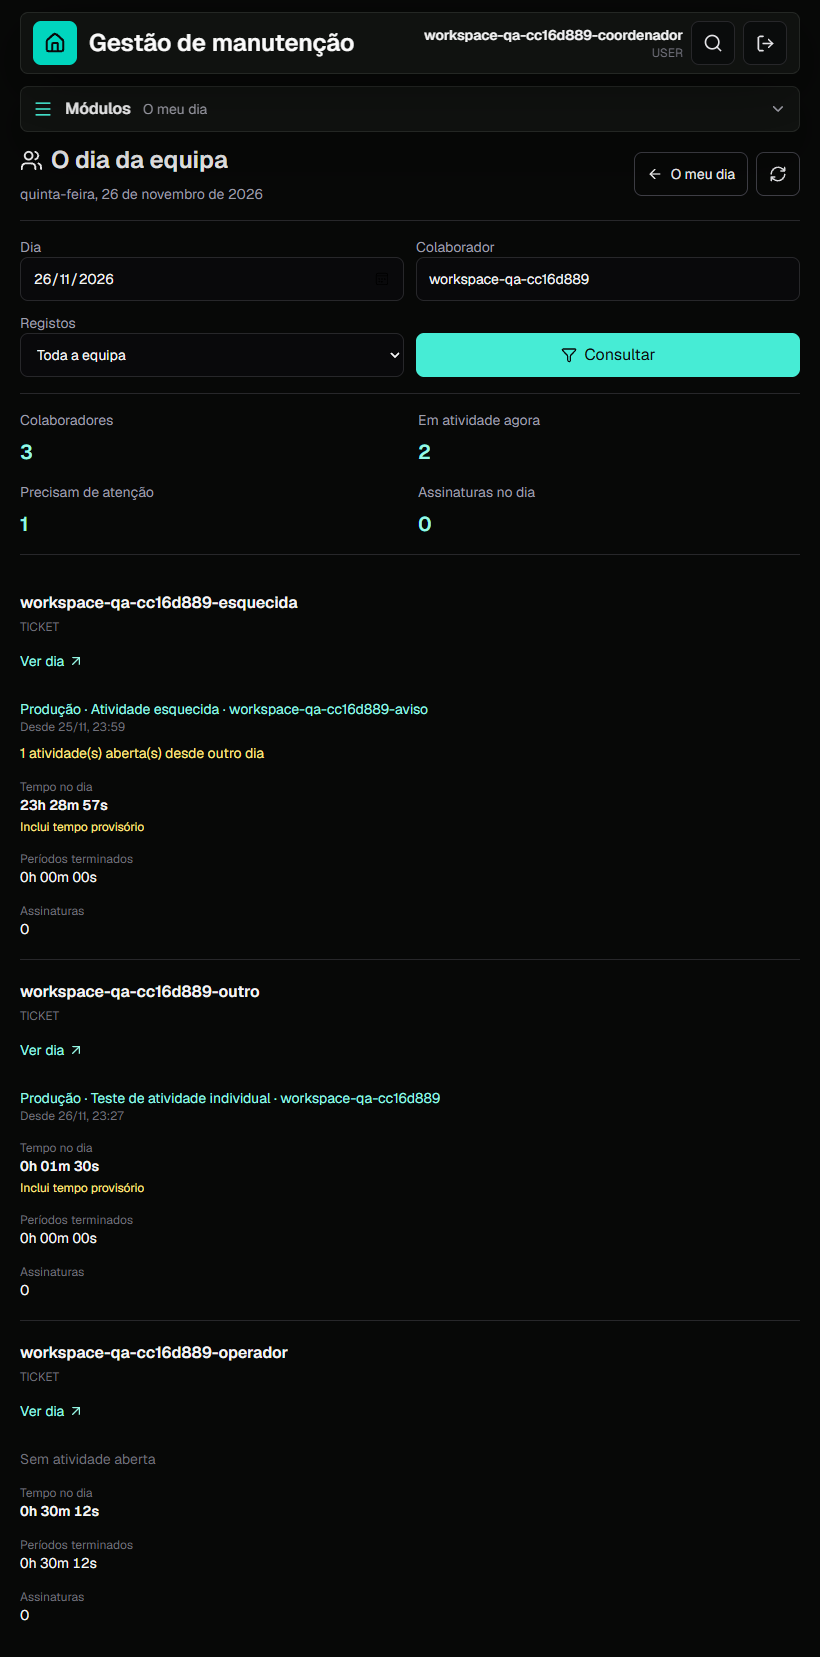 Gestão de manutenção
workspace-qa-cc16d889-coordenador
USER
Módulos O meu dia
O dia da equipa
quinta-feira, 26 de novembro de 2026
O meu dia
Dia
Colaborador
26/11/2026
workspace-qa-cc16d889
Registos
Toda a equipa
Consultar
Colaboradores
Em atividade agora
3
2
Precisam de atenção
Assinaturas no dia
1
0
workspace-qa-cc16d889-esquecida
TICKET
Ver dia
Produção · Atividade esquecida · workspace-qa-cc16d889-aviso
Desde 25/11, 23:59
1 atividade(s) aberta(s) desde outro dia
Tempo no dia
23h 28m 57s
Inclui tempo provisório
Períodos terminados
0h 00m 00s
Assinaturas
0
workspace-qa-cc16d889-outro
TICKET
Ver dia
Produção · Teste de atividade individual · workspace-qa-cc16d889
Desde 26/11, 23:27
Tempo no dia
0h 01m 30s
Inclui tempo provisório
Períodos terminados
0h 00m 00s
Assinaturas
0
workspace-qa-cc16d889-operador
TICKET
Ver dia
Sem atividade aberta
Tempo no dia
0h 30m 12s
Períodos terminados
0h 30m 12s
Assinaturas
0